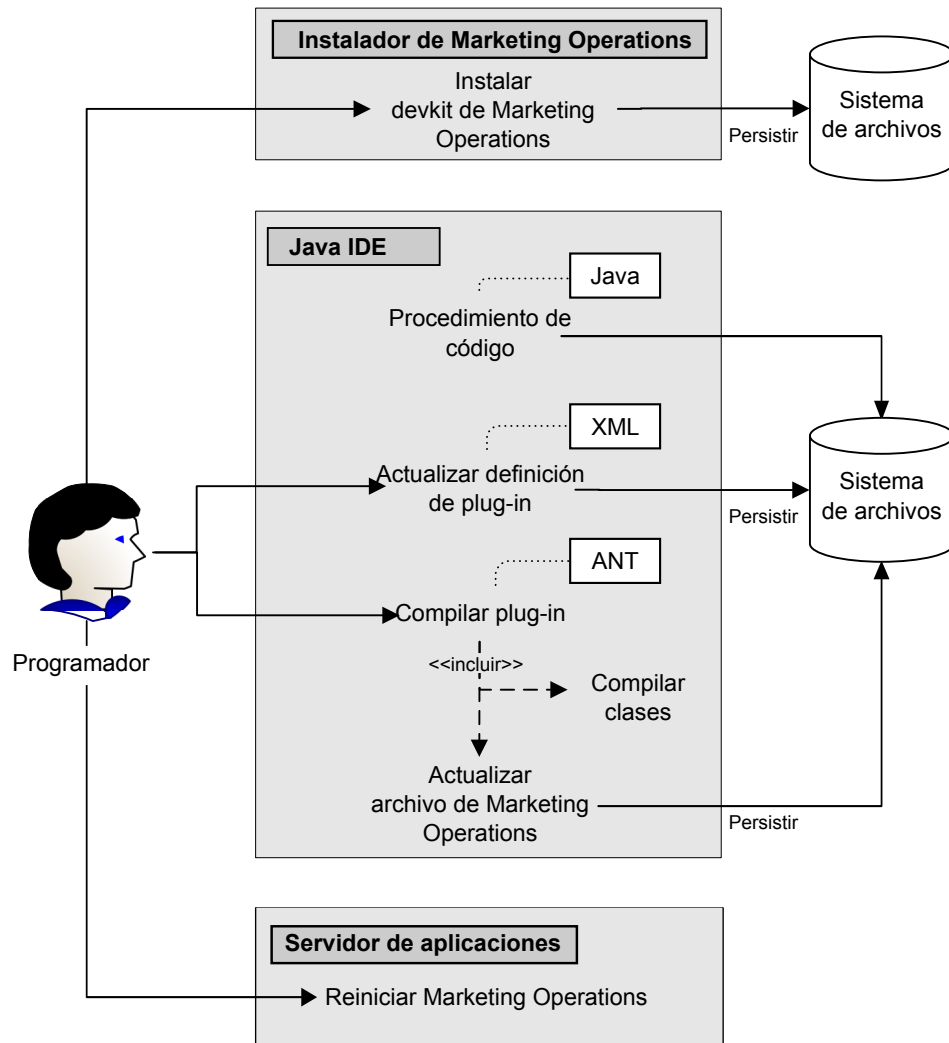 Instalador de Marketing Operations
Instalar
devkit de Marketing
Operations
Persistir
Sistema
de archivos
Java IDE
Java
Procedimiento de
código
XML
Actualizar definición
de plug-in
Persistir
Sistema
de archivos
ANT
Compilar plug-in
<<incluir>>
Compilar
clases
Actualizar
archivo de Marketing
Operations
Persistir
Programador
Servidor de aplicaciones
Reiniciar Marketing Operations